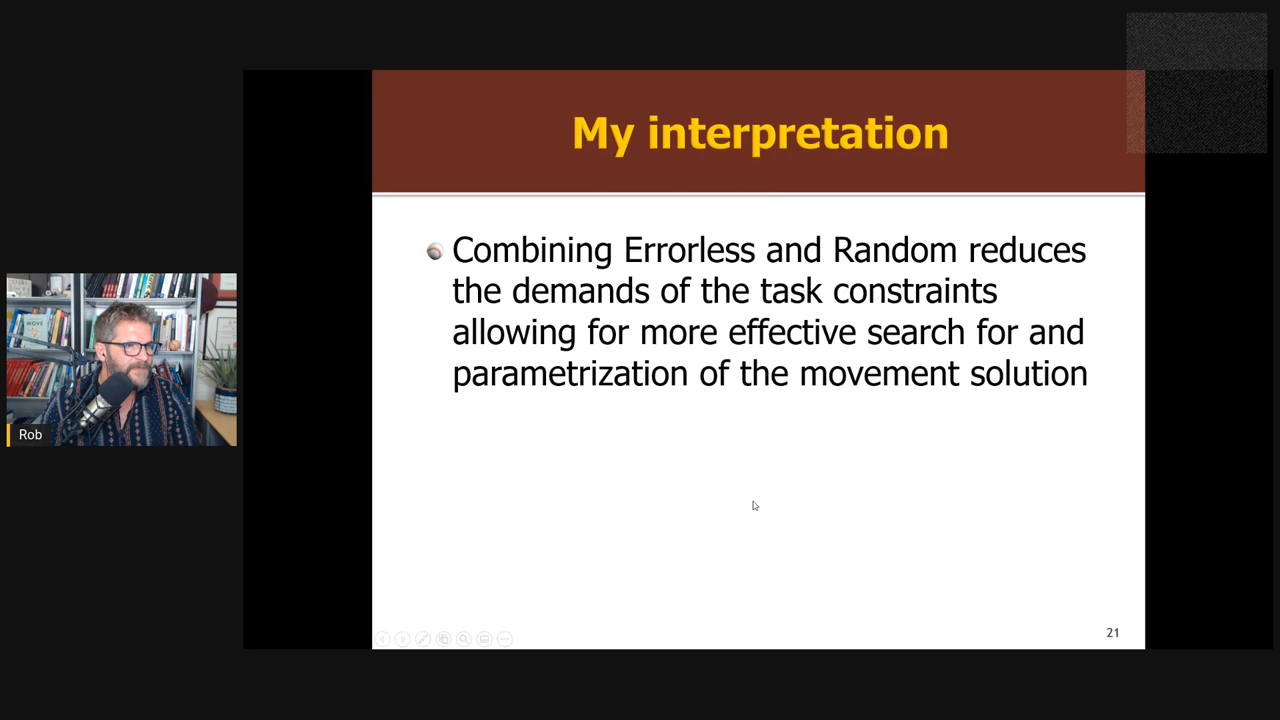 My interpretation
Combining Errorless and Random reduces
the demands of the task constraints
allowing for more effective search for and
parametrization of the movement solution
21
MOVE
Rob